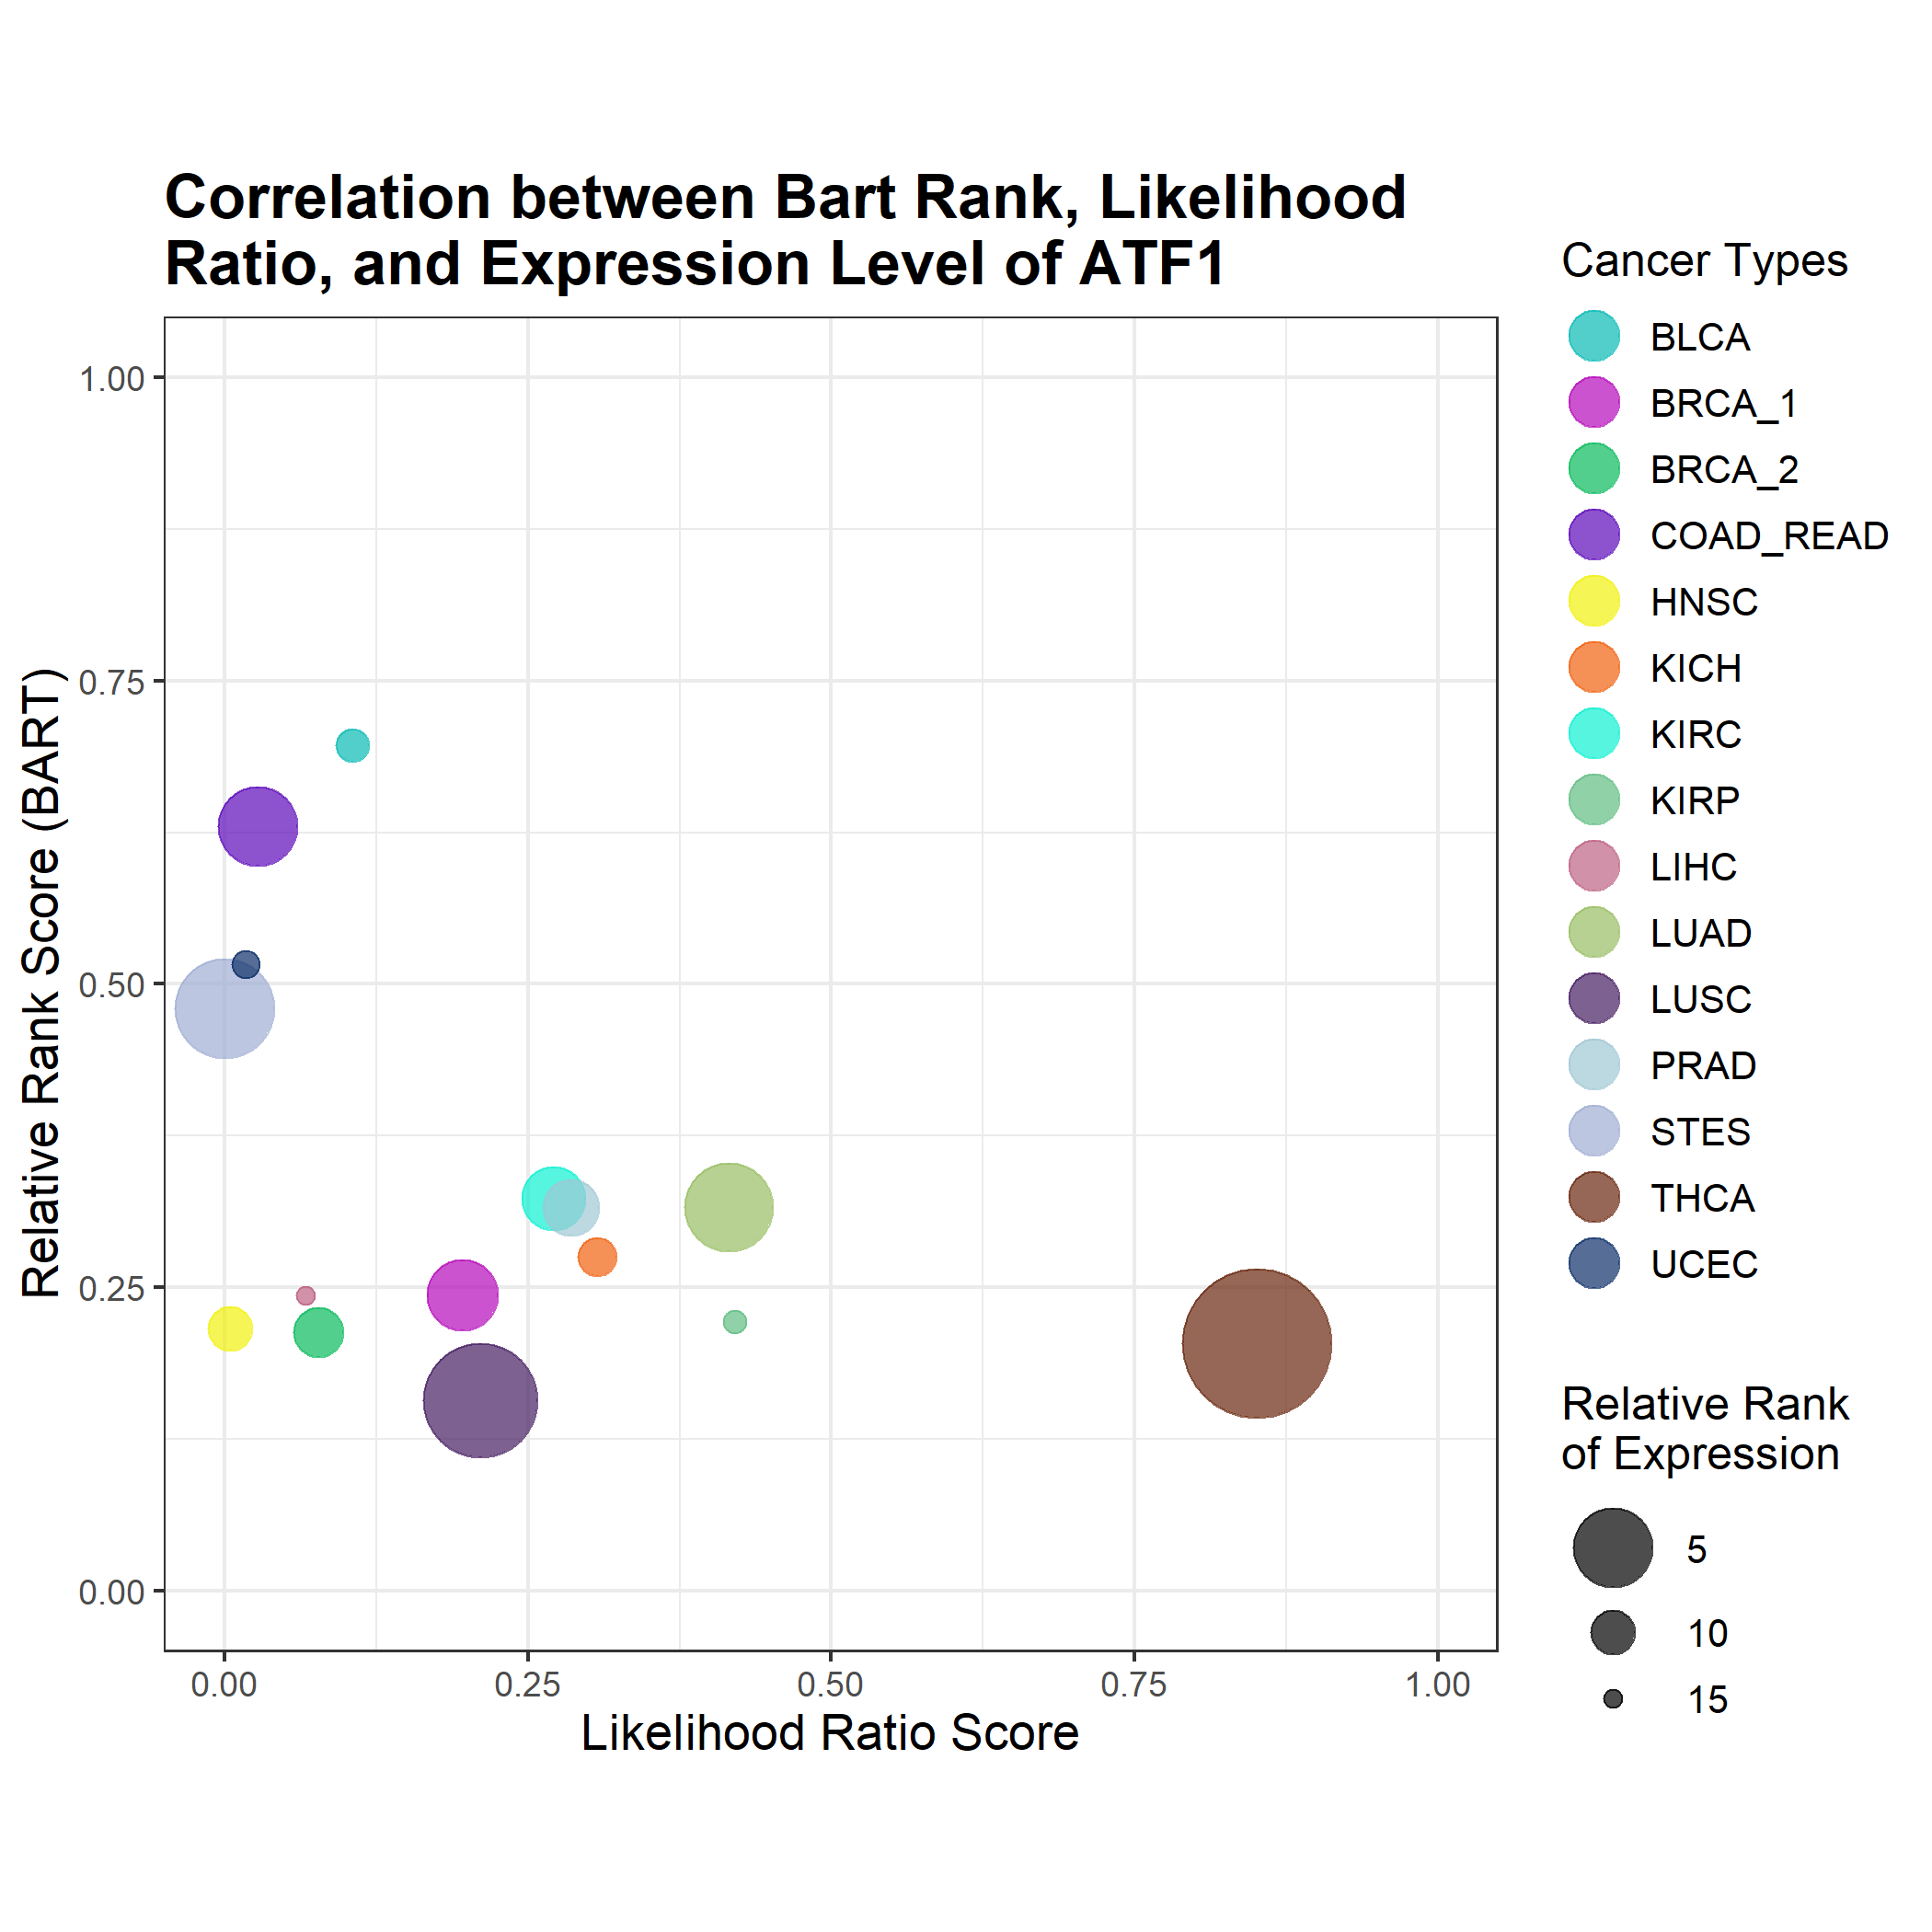 Correlation between Bart Rank, Likelihood
Ratio, and Expression Level of ATF1
Relative Rank Score (BART)
1.00
0.75
0.50
0.25
0.00
0.00
0.25
0.50
0.75
1.00
Likelihood Ratio Score
Cancer Types
BLCA
BRCA_1
BRCA_2
COAD_READ
HNSC
KICH
KIRC
KIRP
LIHC
LUAD
LUSC
PRAD
STES
THCA
UCEC
Relative Rank
of Expression
5
10
15